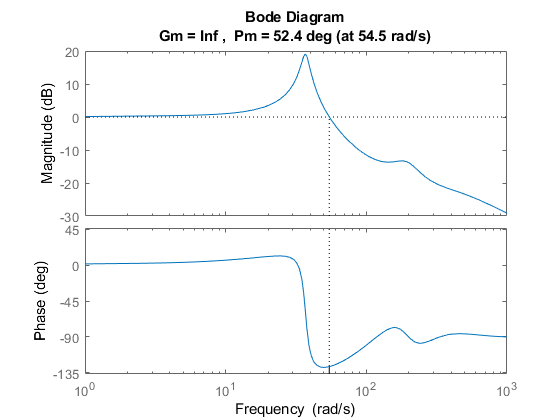 Bode Diagram
Gm = Inf , Pm = 52.4 deg (at 54.5 rad/s)
20
10
0
-10
-20
-30
Magnitude (dB)
45
0
-45
-90
-135
Phase (deg)
10^0 10^1 10^2 10^3
Frequency (rad/s)